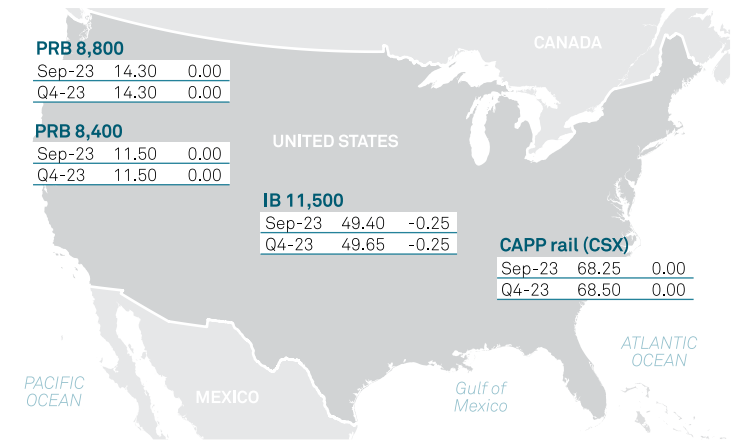 CANADA
PRB 8,800
Sep-23 14.30 0.00
Q4-23 14.30 0.00
PRB 8,400
Sep-23 11.50 0.00
Q4-23 11.50 0.00
UNITED STATES
IB 11,500
Sep-23 49.40 -0.25
Q4-23 49.65 -0.25
CAPP rail (CSX)
Sep-23 68.25 0.00
Q4-23 68.50 0.00
ATLANTIC
OCEAN
PACIFIC
OCEAN
MEXICO
Gulf of
Mexico